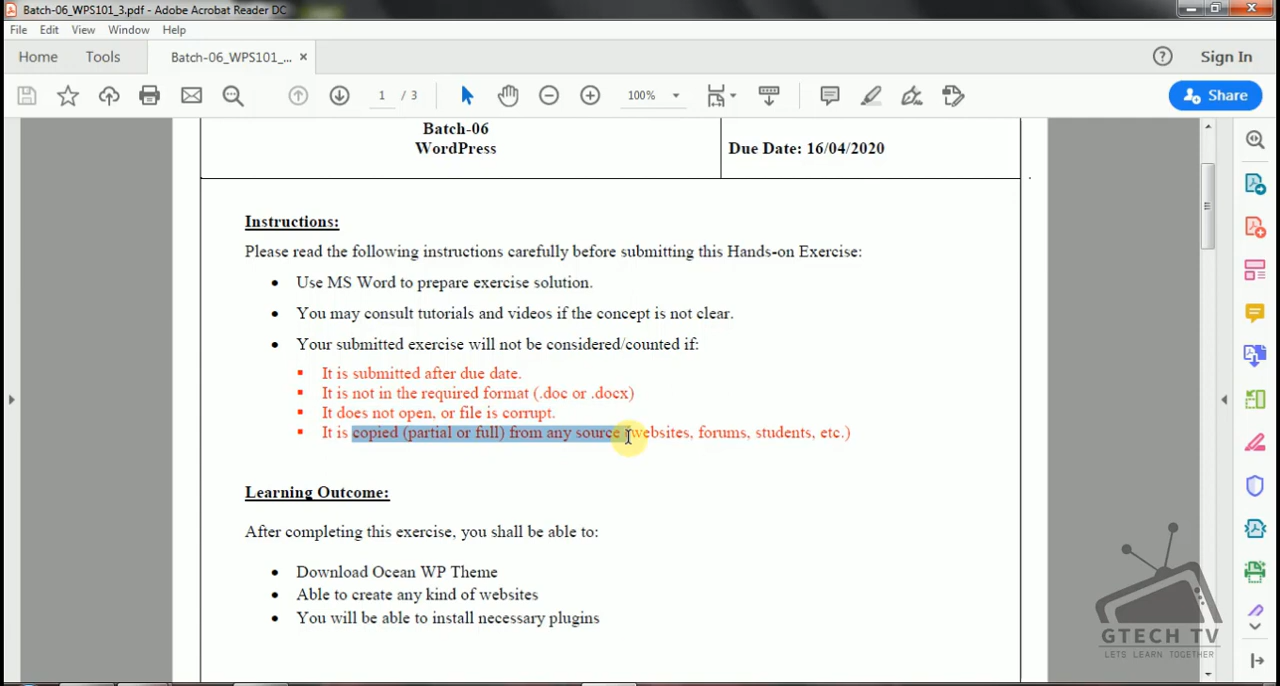 Batch-06_WPS101_3.pdf - Adobe Acrobat Reader DC
File Edit View Window Help
Home Tools Batch-06_WPS101_... × Sign In
1 / 3 100% Share
Batch-06
WordPress
Due Date: 16/04/2020
Instructions:
Please read the following instructions carefully before submitting this Hands-on Exercise:
• Use MS Word to prepare exercise solution.
• You may consult tutorials and videos if the concept is not clear.
• Your submitted exercise will not be considered/counted if:
▪ It is submitted after due date.
▪ It is not in the required format (.doc or .docx)
▪ It does not open, or file is corrupt.
▪ It is copied (partial or full) from any source (websites, forums, students, etc.)
Learning Outcome:
After completing this exercise, you shall be able to:
• Download Ocean WP Theme
• Able to create any kind of websites
• You will be able to install necessary plugins
GTECH TV
LETS LEARN TOGETHER